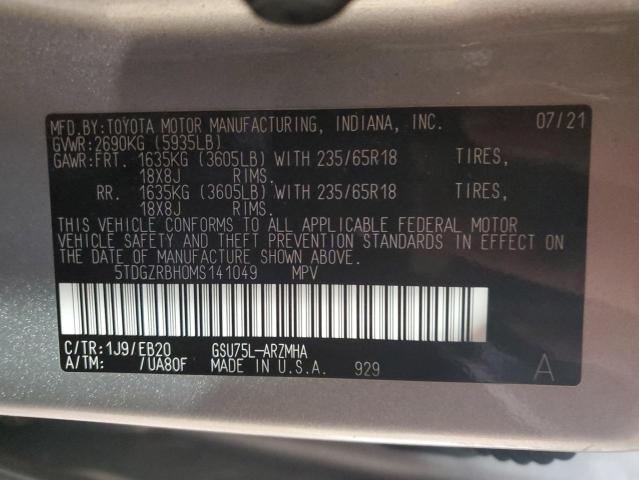 MFD.BY:TOYOTA MOTOR MANUFACTURING, INDIANA, INC. 07/21
GVWR:2690KG (5935LB)
GAWR:FRT. 1635KG (3605LB) WITH 235/65R18 TIRES,
18X8J RIMS.
RR. 1635KG (3605LB) WITH 235/65R18 TIRES,
18X8J RIMS.
THIS VEHICLE CONFORMS TO ALL APPLICABLE FEDERAL MOTOR
VEHICLE SAFETY AND THEFT PREVENTION STANDARDS IN EFFECT ON
THE DATE OF MANUFACTURE SHOWN ABOVE.
5TDGZRBH0MS141049 MPV
C/TR:1J9/EB20 GSU75L-ARZMHA
A/TM: /UA80F MADE IN U.S.A. 929 A